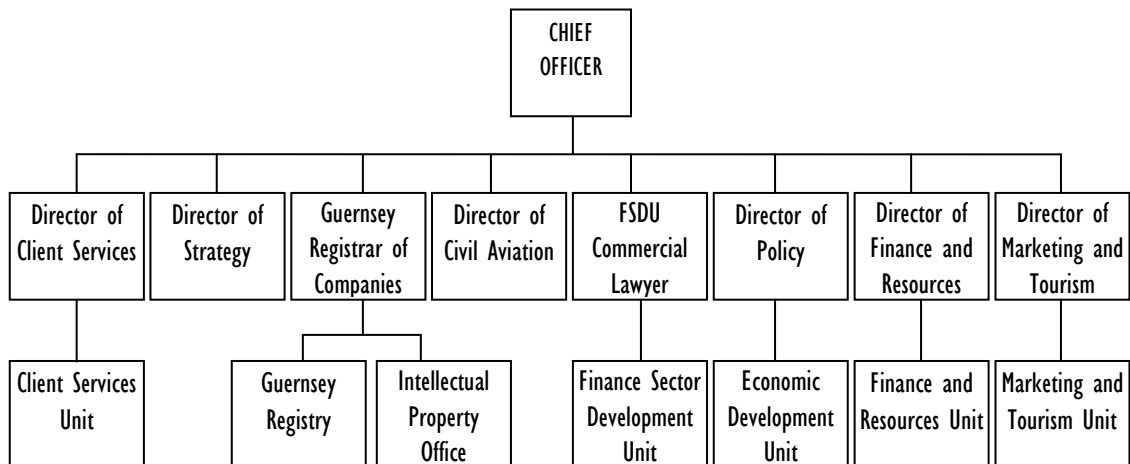 CHIEF
OFFICER
Director of
Client Services
Director of
Strategy
Guernsey
Registrar of
Companies
Director of
Civil Aviation
FSDU
Commercial
Lawyer
Director of
Policy
Director of
Finance and
Resources
Director of
Marketing and
Tourism
Client Services
Unit
Guernsey
Registry
Intellectual
Property
Office
Finance Sector
Development
Unit
Economic
Development
Unit
Finance and
Resources Unit
Marketing and
Tourism Unit